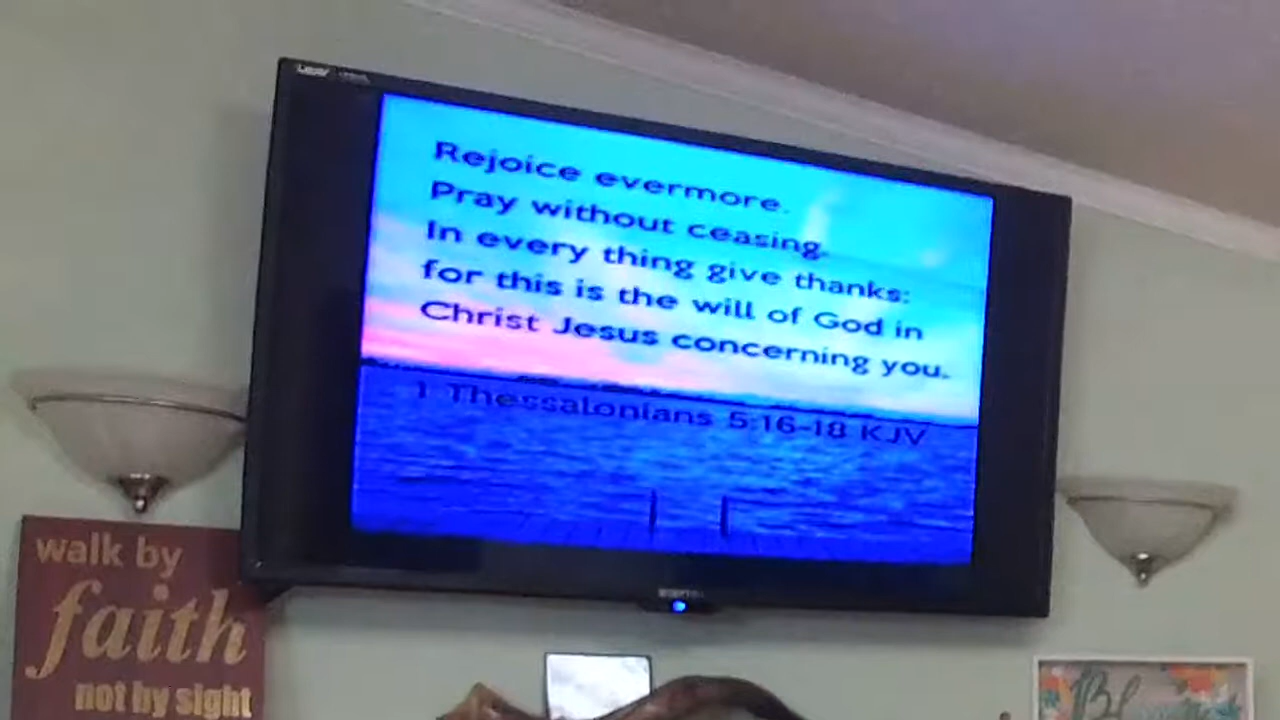 Rejoice evermore.
Pray without ceasing.
In every thing give thanks:
for this is the will of God in
Christ Jesus concerning you.
1 Thessalonians 5:16-18 KJV
walk by
faith
not by sight